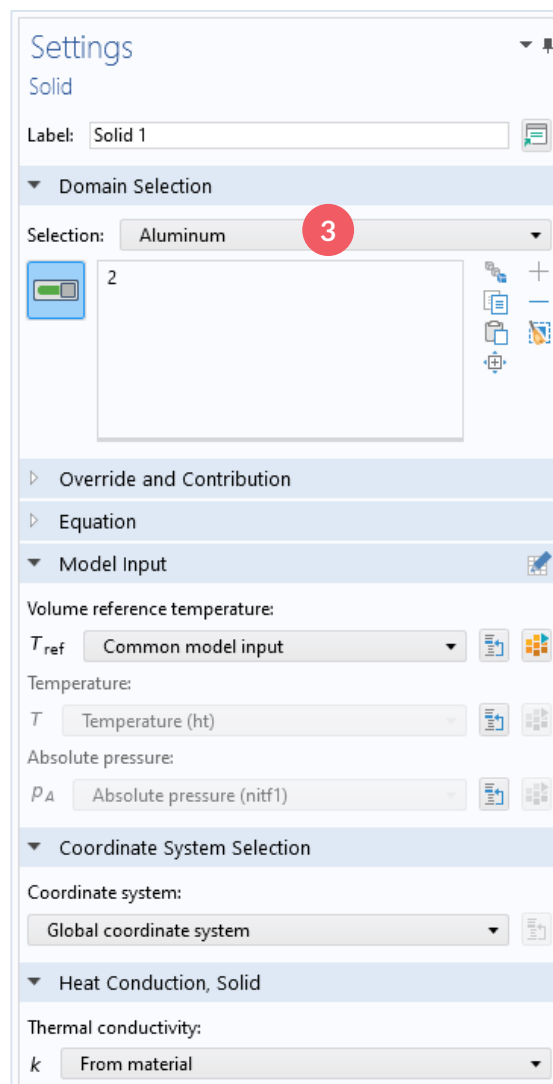 Settings
Solid
Label: Solid 1
Domain Selection
Selection: Aluminum 3
2
Override and Contribution
Equation
Model Input
Volume reference temperature:
Tref Common model input
Temperature:
T Temperature (ht)
Absolute pressure:
pA Absolute pressure (nitf1)
Coordinate System Selection
Coordinate system:
Global coordinate system
Heat Conduction, Solid
Thermal conductivity:
k From material